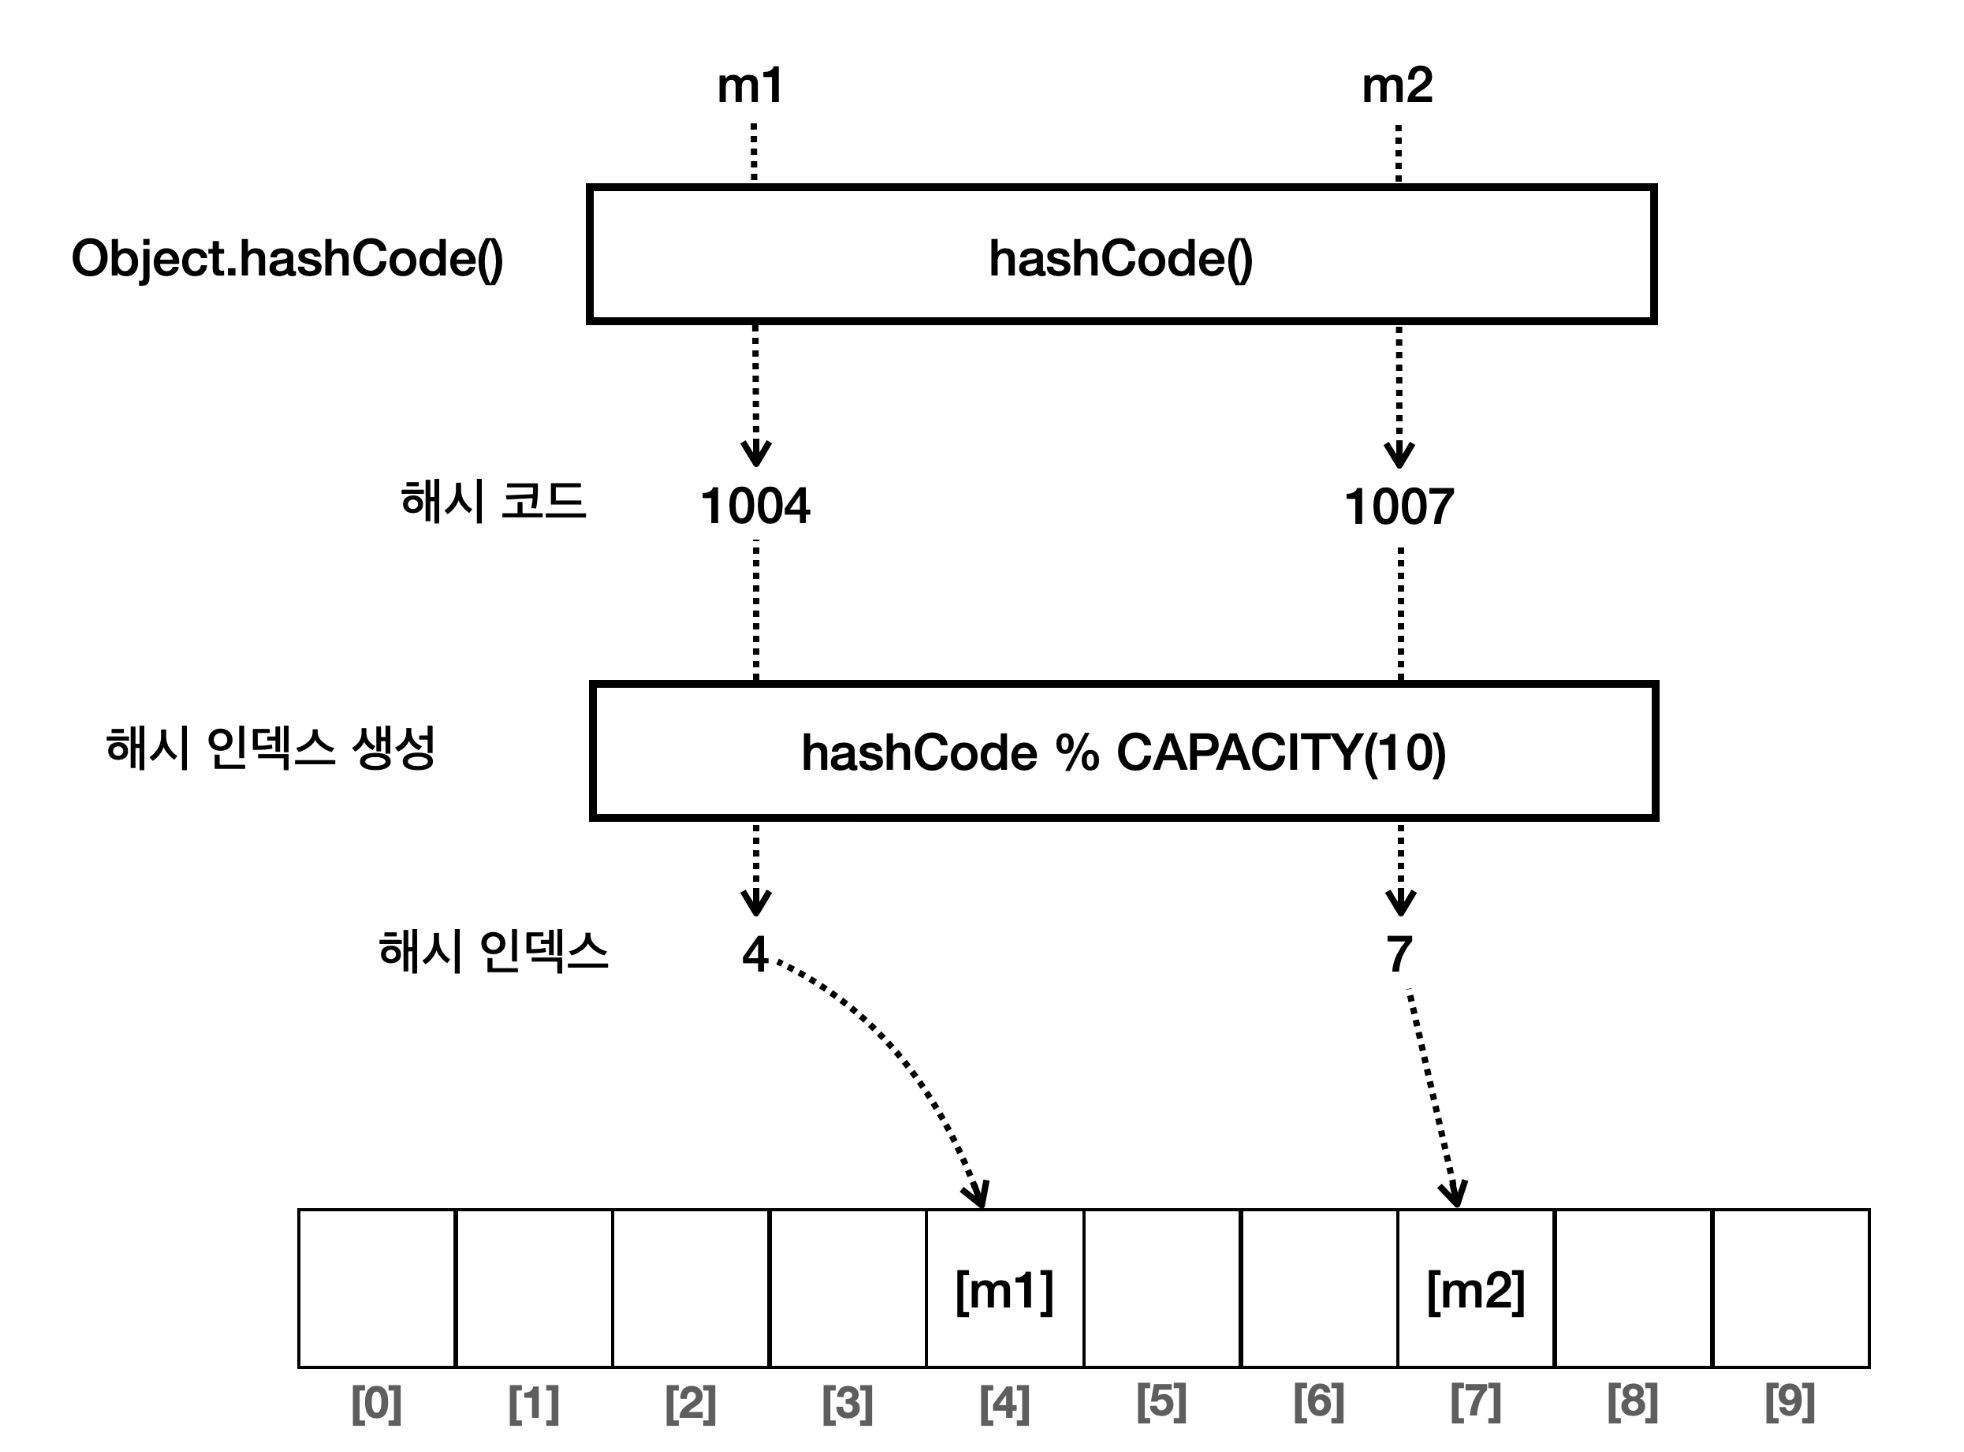 m1 m2
Object.hashCode() hashCode()
해시 코드 1004 1007
해시 인덱스 생성 hashCode % CAPACITY(10)
해시 인덱스 4 7
[m1] [m2]
[0] [1] [2] [3] [4] [5] [6] [7] [8] [9]